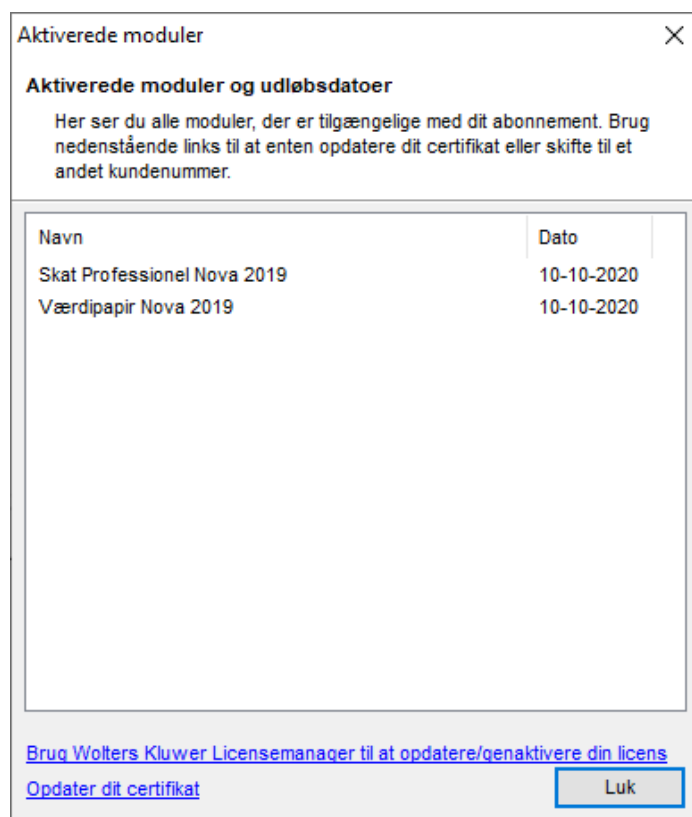 Aktiverede moduler
Aktiverede moduler og udløbsdatoer
Her ser du alle moduler, der er tilgængelige med dit abonnement. Brug
nedenstående links til at enten opdatere dit certifikat eller skifte til et
andet kundenummer.
Navn Dato
Skat Professionel Nova 2019 10-10-2020
Værdipapir Nova 2019 10-10-2020
Brug Wolters Kluwer Licensemanager til at opdatere/genaktivere din licens
Opdater dit certifikat Luk